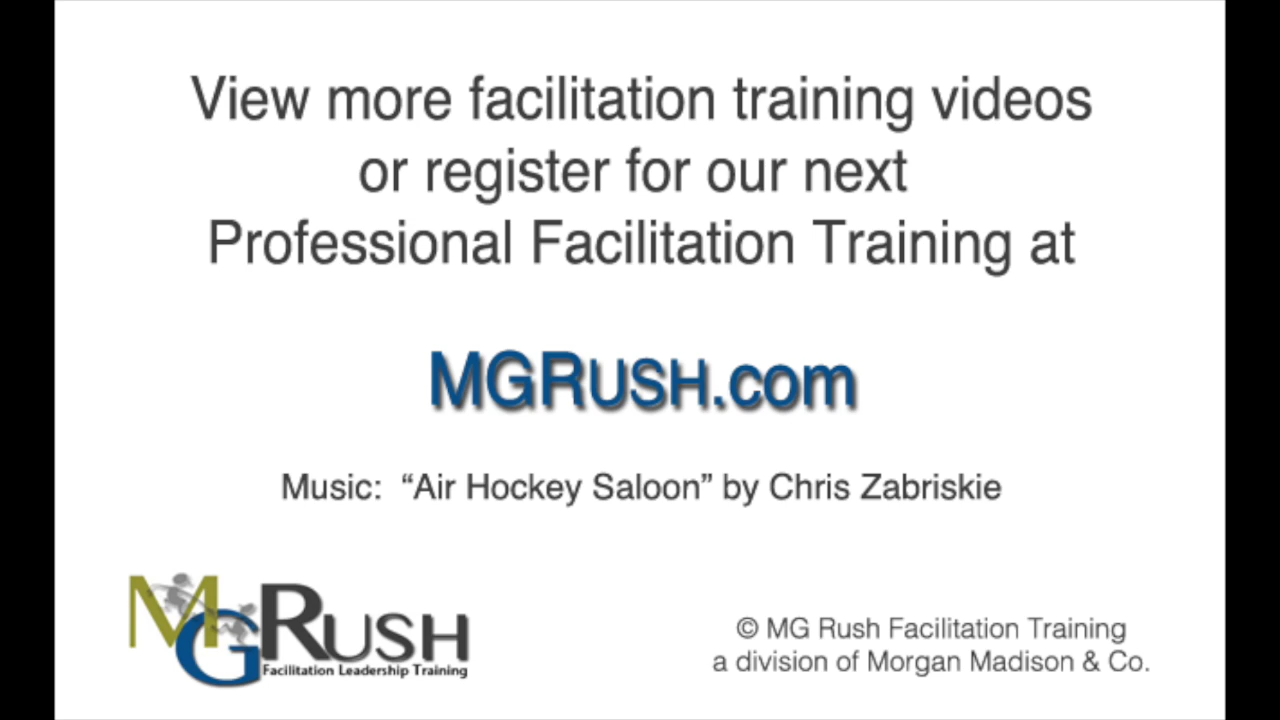 View more facilitation training videos
or register for our next
Professional Facilitation Training at
MGRUSH.com
Music: “Air Hockey Saloon” by Chris Zabriskie
MGRUSH
Facilitation Leadership Training
© MG Rush Facilitation Training
a division of Morgan Madison & Co.